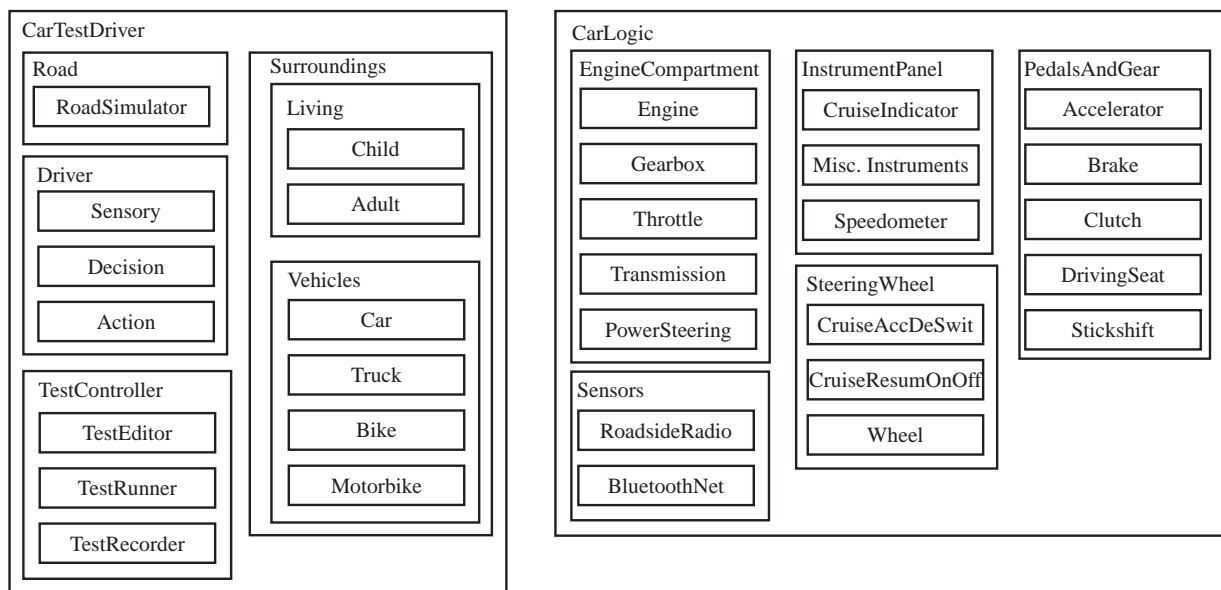 CarTestDriver
Road
RoadSimulator
Driver
Sensory
Decision
Action
TestController
TestEditor
TestRunner
TestRecorder
Surroundings
Living
Child
Adult
Vehicles
Car
Truck
Bike
Motorbike
CarLogic
EngineCompartment
Engine
Gearbox
Throttle
Transmission
PowerSteering
Sensors
RoadsideRadio
BluetoothNet
InstrumentPanel
CruiseIndicator
Misc. Instruments
Speedometer
SteeringWheel
CruiseAccDeSwit
CruiseResumOnOff
Wheel
PedalsAndGear
Accelerator
Brake
Clutch
DrivingSeat
Stickshift